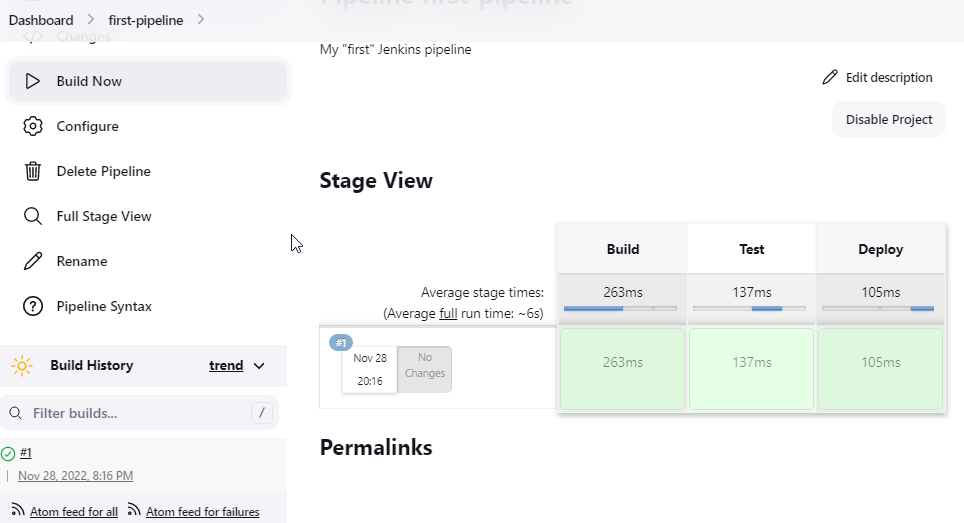 Dashboard > first-pipeline >
Pipeline first-pipeline
Changes
Build Now
Configure
Delete Pipeline
Full Stage View
Rename
Pipeline Syntax
Build History
trend
Filter builds...
/
#1
Nov 28, 2022, 8:16 PM
Atom feed for all
Atom feed for failures
My "first" Jenkins pipeline
Edit description
Disable Project
Stage View
Build Test Deploy
Average stage times:
(Average full run time: ~6s)
263ms 137ms 105ms
#1
Nov 28
20:16
No
Changes
263ms 137ms 105ms
Permalinks